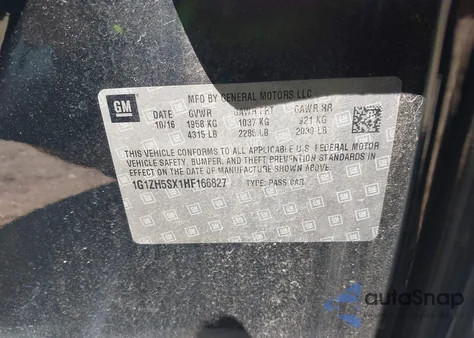 GM
MFD BY GENERAL MOTORS LLC
DATE GVWR GAWR FRT GAWR RR
10/16 1958 KG 1037 KG 921 KG
4315 LB 2285 LB 2030 LB
THIS VEHICLE CONFORMS TO ALL APPLICABLE U.S. FEDERAL MOTOR
VEHICLE SAFETY, BUMPER, AND THEFT PREVENTION STANDARDS IN
EFFECT ON THE DATE OF MANUFACTURE SHOWN ABOVE.
1G1ZH5SX1HF166827 TYPE: PASS CAR
autoSnap